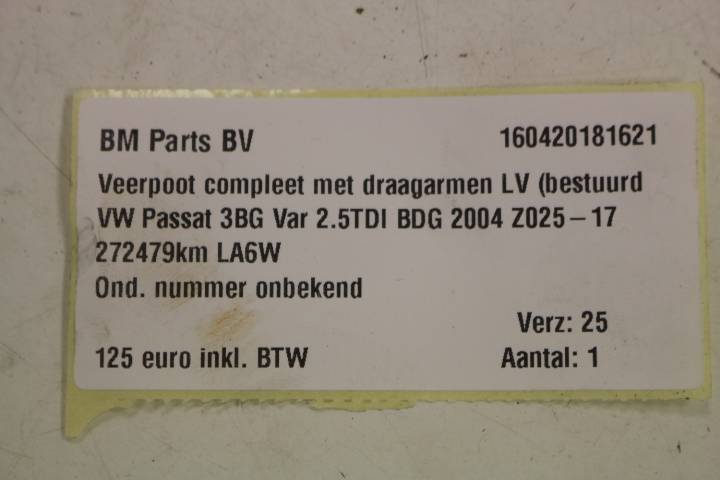 BM Parts BV 160420181621
Veerpoot compleet met draagarmen LV (bestuurd
VW Passat 3BG Var 2.5TDI BDG 2004 Z025-17
272479km LA6W
Ond. nummer onbekend
Verz: 25
125 euro inkl. BTW Aantal: 1